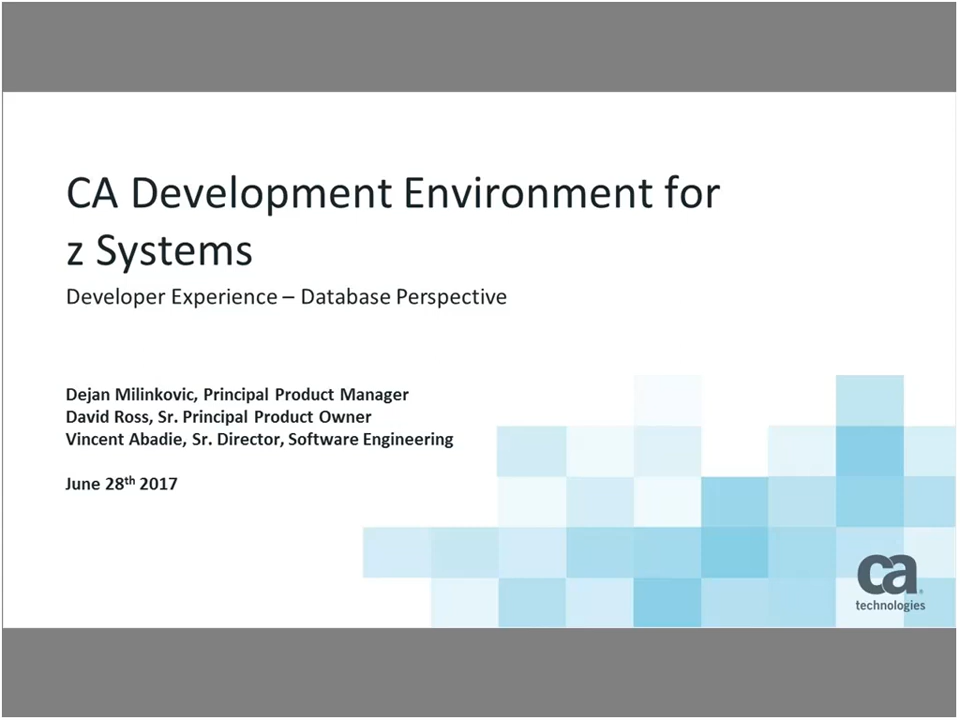 CA Development Environment for
z Systems
Developer Experience – Database Perspective
Dejan Milinkovic, Principal Product Manager
David Ross, Sr. Principal Product Owner
Vincent Abadie, Sr. Director, Software Engineering
June 28th 2017
ca
technologies